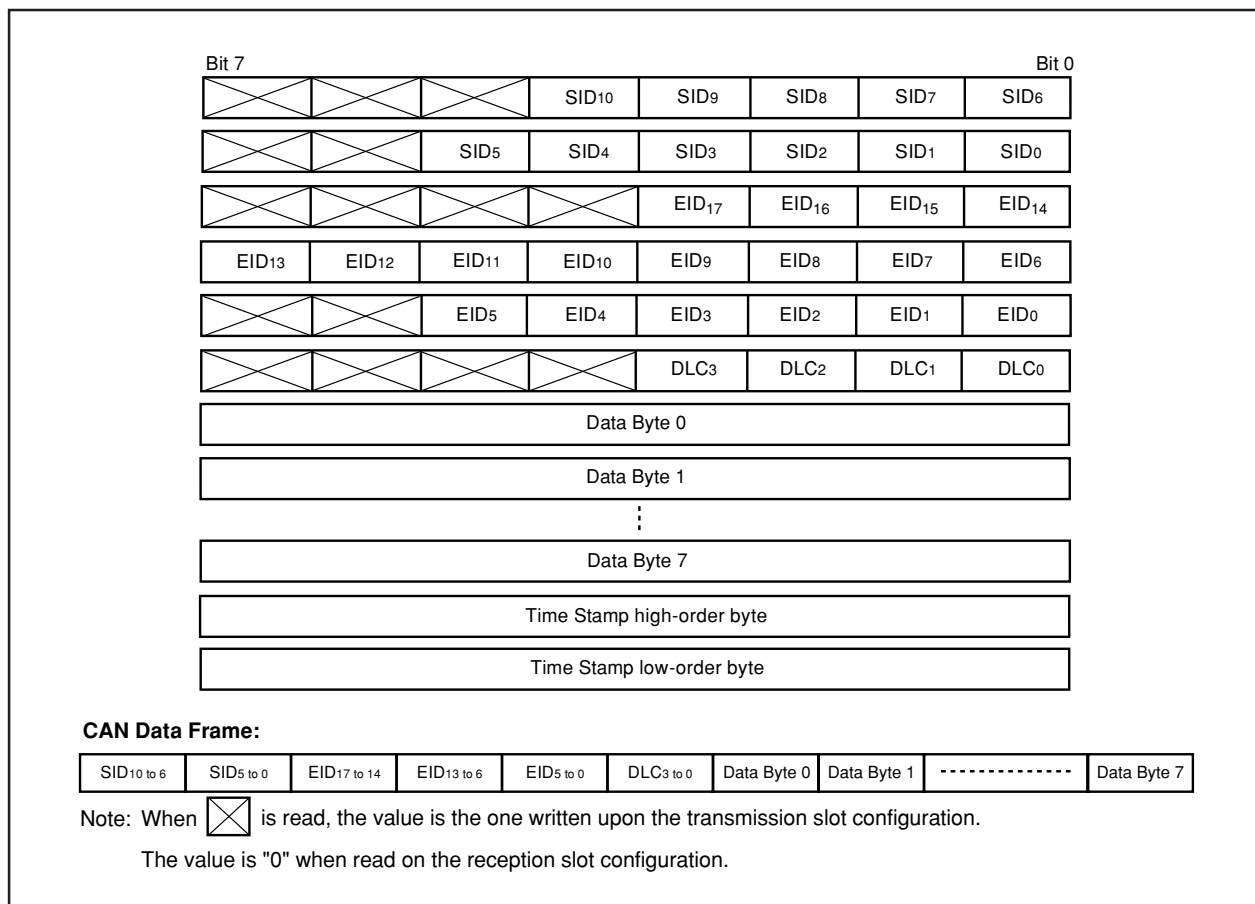 Bit 7 Bit 0
SID10 SID9 SID8 SID7 SID6
SID5 SID4 SID3 SID2 SID1 SID0
EID17 EID16 EID15 EID14
EID13 EID12 EID11 EID10 EID9 EID8 EID7 EID6
EID5 EID4 EID3 EID2 EID1 EID0
DLC3 DLC2 DLC1 DLC0
Data Byte 0
Data Byte 1
Data Byte 7
Time Stamp high-order byte
Time Stamp low-order byte
CAN Data Frame:
SID10 to 6 SID5 to 0 EID17 to 14 EID13 to 6 EID5 to 0 DLC3 to 0 Data Byte 0 Data Byte 1 Data Byte 7
Note: When is read, the value is the one written upon the transmission slot configuration.
The value is "0" when read on the reception slot configuration.